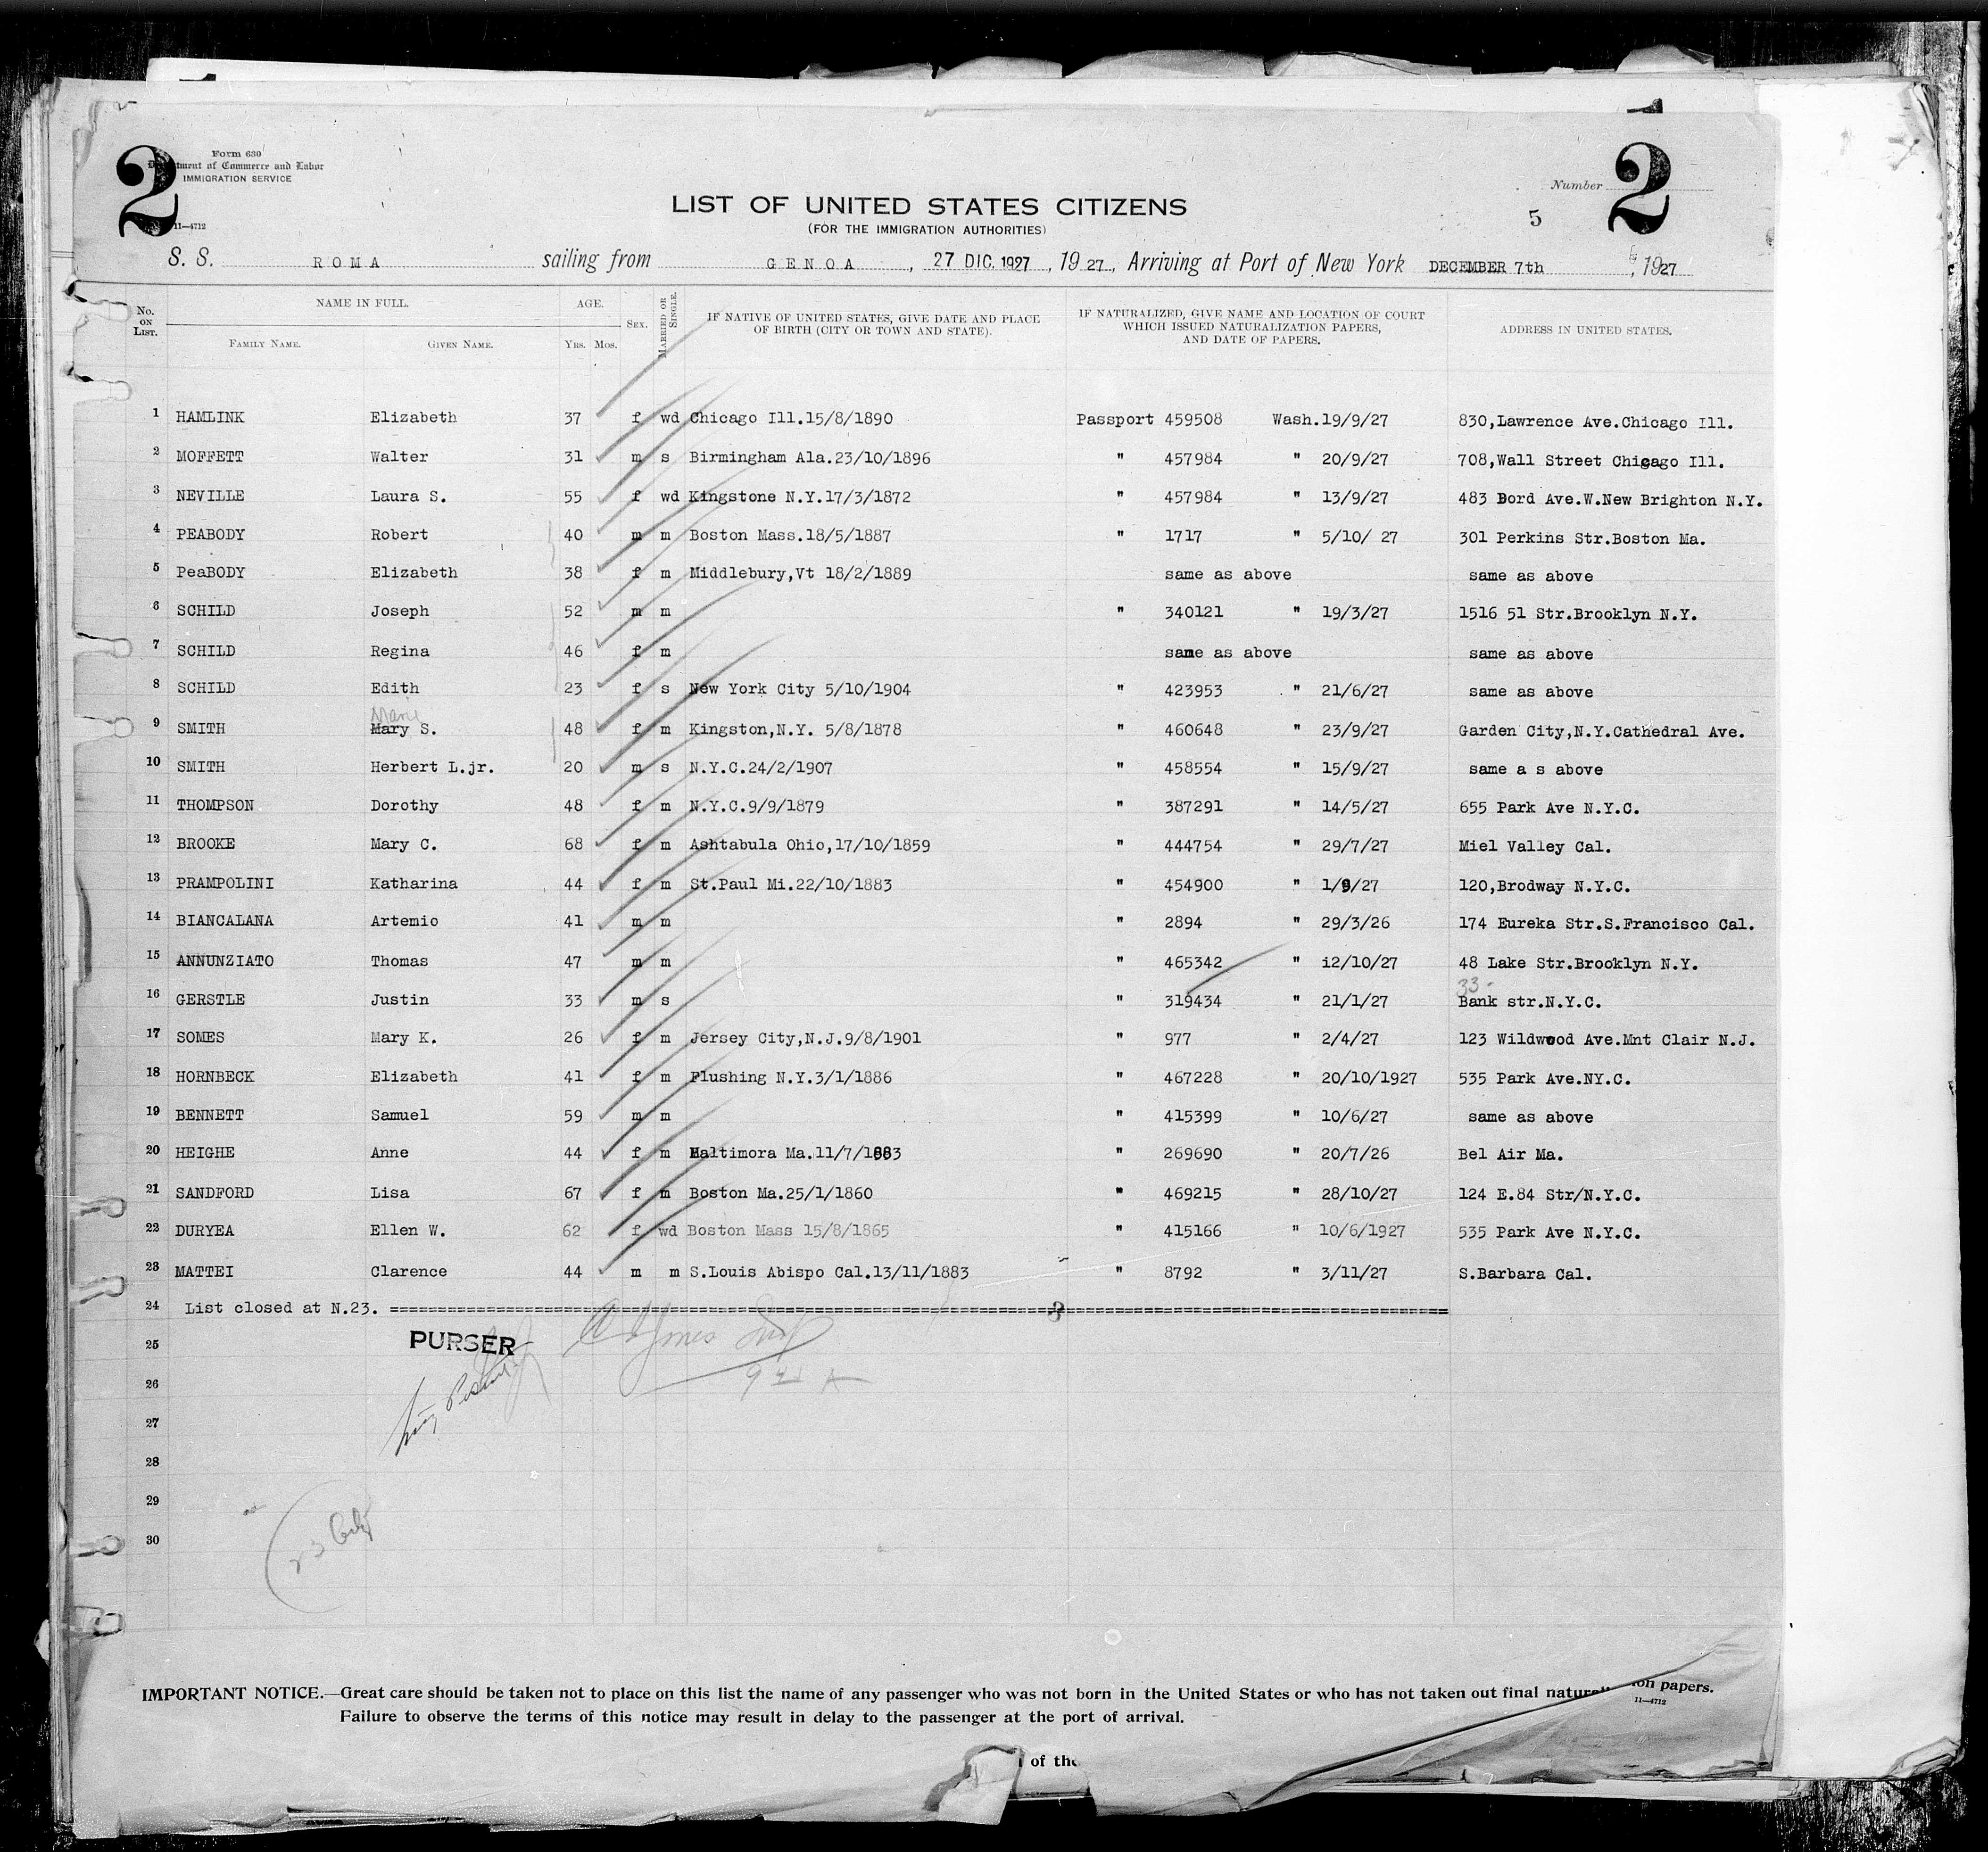 2
2
Form 630
Department of Commerce and Labor
IMMIGRATION SERVICE
11—4712
Number
5
LIST OF UNITED STATES CITIZENS
(FOR THE IMMIGRATION AUTHORITIES)
S. S. ROMA sailing from GENOA, 27 DIC. 1927, 19 27, Arriving at Port of New York DECEMBER 7th, 1927
No. ON LIST. NAME IN FULL. AGE. SEX. MARRIED OR SINGLE. IF NATIVE OF UNITED STATES, GIVE DATE AND PLACE OF BIRTH (CITY OR TOWN AND STATE). IF NATURALIZED, GIVE NAME AND LOCATION OF COURT WHICH ISSUED NATURALIZATION PAPERS, AND DATE OF PAPERS. ADDRESS IN UNITED STATES.
FAMILY NAME. GIVEN NAME. YRS. MOS.
1 HAMLINK Elizabeth 37 f wd Chicago Ill.15/8/1890 Passport 459508 Wash.19/9/27 830,Lawrence Ave.Chicago Ill.
2 MOFFETT Walter 31 m s Birmingham Ala.23/10/1896 " 457984 " 20/9/27 708,Wall Street Chicago Ill.
3 NEVILLE Laura S. 55 f wd Kingstone N.Y.17/3/1872 " 457984 " 13/9/27 483 Bord Ave.W.New Brighton N.Y.
4 PEABODY Robert 40 m m Boston Mass.18/5/1887 " 1717 " 5/10/ 27 301 Perkins Str.Boston Ma.
5 PeaBODY Elizabeth 38 f m Middlebury,Vt 18/2/1889 same as above same as above
6 SCHILD Joseph 52 m m " 340121 " 19/3/27 1516 51 Str.Brooklyn N.Y.
7 SCHILD Regina 46 f m same as above same as above
8 SCHILD Edith 23 f s New York City 5/10/1904 " 423953 " 21/6/27 same as above
Marie
9 SMITH Mary S. 48 f m Kingston,N.Y. 5/8/1878 " 460648 " 23/9/27 Garden City,N.Y.Cathedral Ave.
10 SMITH Herbert L.jr. 20 m s N.Y.C.24/2/1907 " 458554 " 15/9/27 same a s above
11 THOMPSON Dorothy 48 f m N.Y.C.9/9/1879 " 387291 " 14/5/27 655 Park Ave N.Y.C.
12 BROOKE Mary C. 68 f m Ashtabula Ohio,17/10/1859 " 444754 " 29/7/27 Miel Valley Cal.
13 PRAMPOLINI Katharina 44 f m St.Paul Mi.22/10/1883 " 454900 " 1/9/27 120,Brodway N.Y.C.
14 BIANCALANA Artemio 41 m m " 2894 " 29/3/26 174 Eureka Str.S.Francisco Cal.
15 ANNUNZIATO Thomas 47 m m " 465342 " i2/10/27 48 Lake Str.Brooklyn N.Y.
33-
16 GERSTLE Justin 33 m s " 319434 " 21/1/27 Bank str.N.Y.C.
17 SOMES Mary K. 26 f m Jersey City,N.J.9/8/1901 " 977 " 2/4/27 123 Wildwood Ave.Mnt Clair N.J.
18 HORNBECK Elizabeth 41 f m Flushing N.Y.3/1/1886 " 467228 " 20/10/1927 535 Park Ave.NY.C.
19 BENNETT Samuel 59 m m " 415399 " 10/6/27 same as above
20 HEIGHE Anne 44 f m Baltimora Ma.11/7/1883 " 269690 " 20/7/26 Bel Air Ma.
21 SANDFORD Lisa 67 f m Boston Ma.25/1/1860 " 469215 " 28/10/27 124 E.84 Str/N.Y.C.
22 DURYEA Ellen W. 62 f wd Boston Mass 15/8/1865 " 415166 " 10/6/1927 535 Park Ave N.Y.C.
23 MATTEI Clarence 44 m m S.Louis Abispo Cal.13/11/1883 " 8792 " 3/11/27 S.Barbara Cal.
24 List closed at N.23. ========================
25 PURSER
26
27
28
29
30
IMPORTANT NOTICE.—Great care should be taken not to place on this list the name of any passenger who was not born in the United States or who has not taken out final papers.
11—4712
Failure to observe the terms of this notice may result in delay to the passenger at the port of arrival.
of the